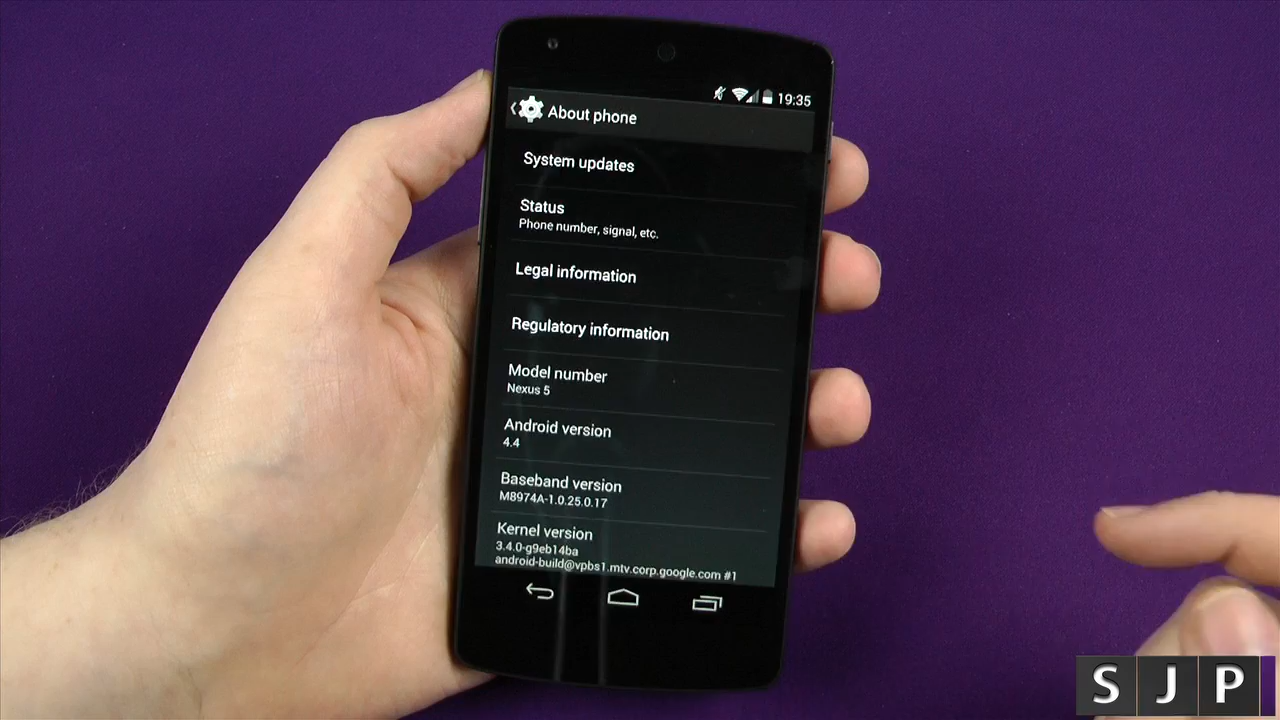 19:35
About phone
System updates
Status
Phone number, signal, etc.
Legal information
Regulatory information
Model number
Nexus 5
Android version
4.4
Baseband version
M8974A-1.0.25.0.17
Kernel version
3.4.0-g9eb14ba
android-build@vpbs1.mtv.corp.google.com #1
SJP